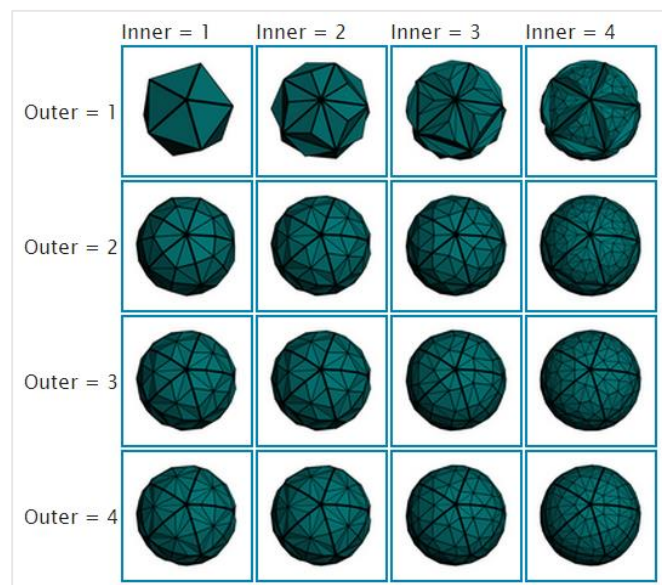 Inner = 1 Inner = 2 Inner = 3 Inner = 4
Outer = 1
Outer = 2
Outer = 3
Outer = 4